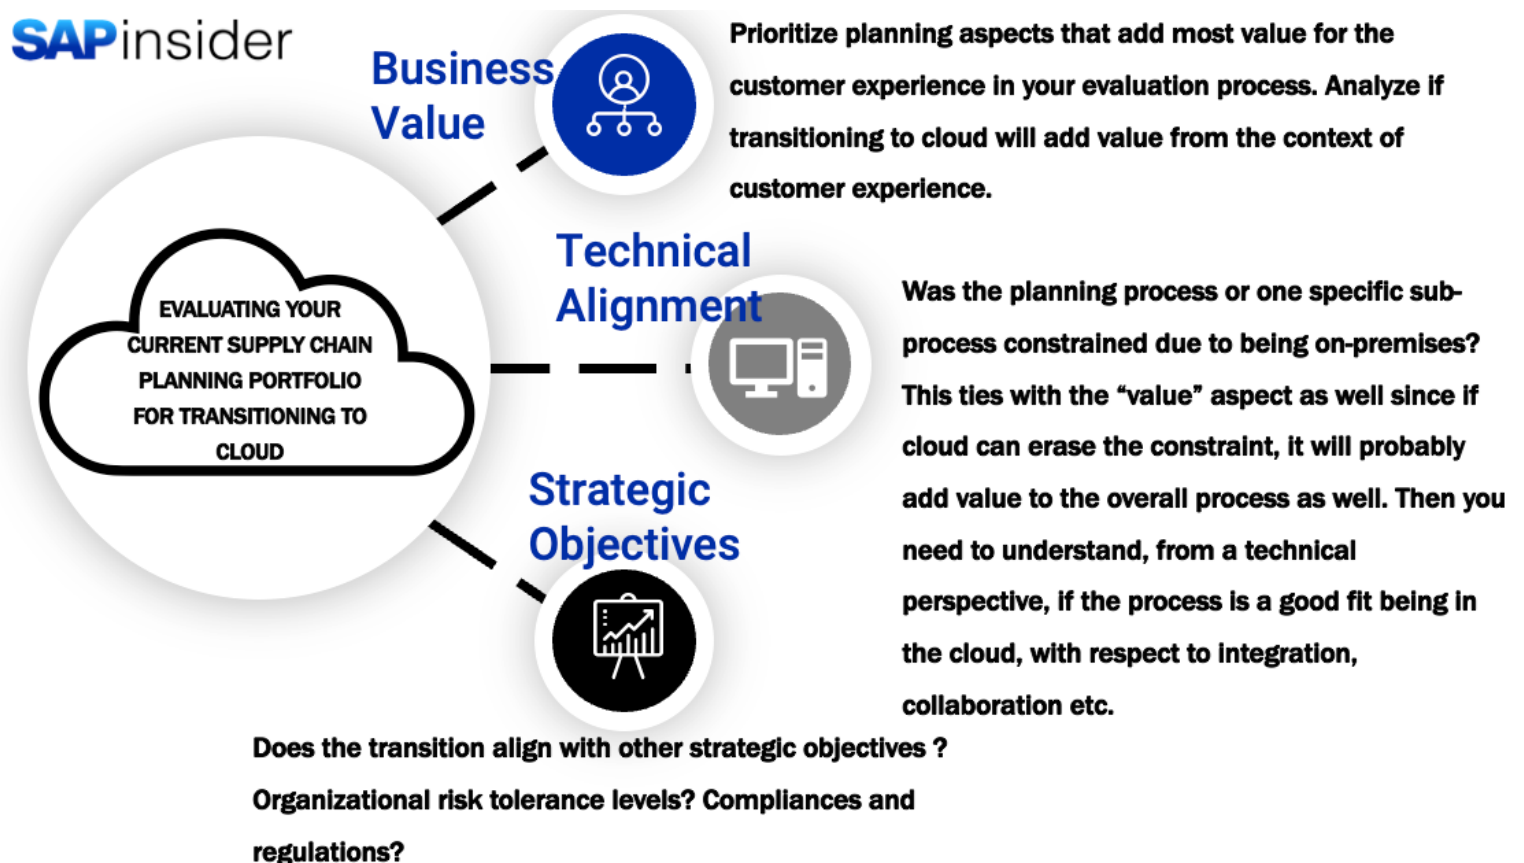 SAPinsider
Business
Value
Prioritize planning aspects that add most value for the
customer experience in your evaluation process. Analyze if
transitioning to cloud will add value from the context of
customer experience.
EVALUATING YOUR
CURRENT SUPPLY CHAIN
PLANNING PORTFOLIO
FOR TRANSITIONING TO
CLOUD
Technical
Alignment
Was the planning process or one specific sub-
process constrained due to being on-premises?
This ties with the “value” aspect as well since if
cloud can erase the constraint, it will probably
add value to the overall process as well. Then you
need to understand, from a technical
perspective, if the process is a good fit being in
the cloud, with respect to integration,
collaboration etc.
Strategic
Objectives
Does the transition align with other strategic objectives ?
Organizational risk tolerance levels? Compliances and
regulations?